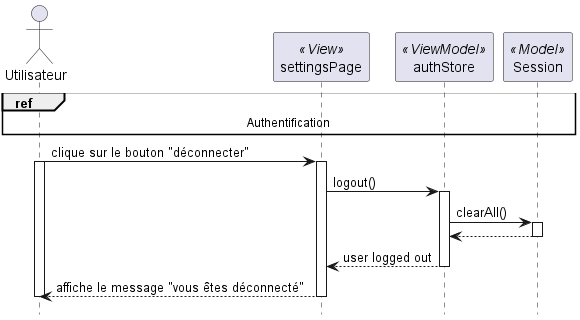 Utilisateur
«View»
settingsPage
«ViewModel»
authStore
«Model»
Session
ref
Authentification
clique sur le bouton "déconnecter"
logout()
clearAll()
user logged out
affiche le message "vous êtes déconnecté"